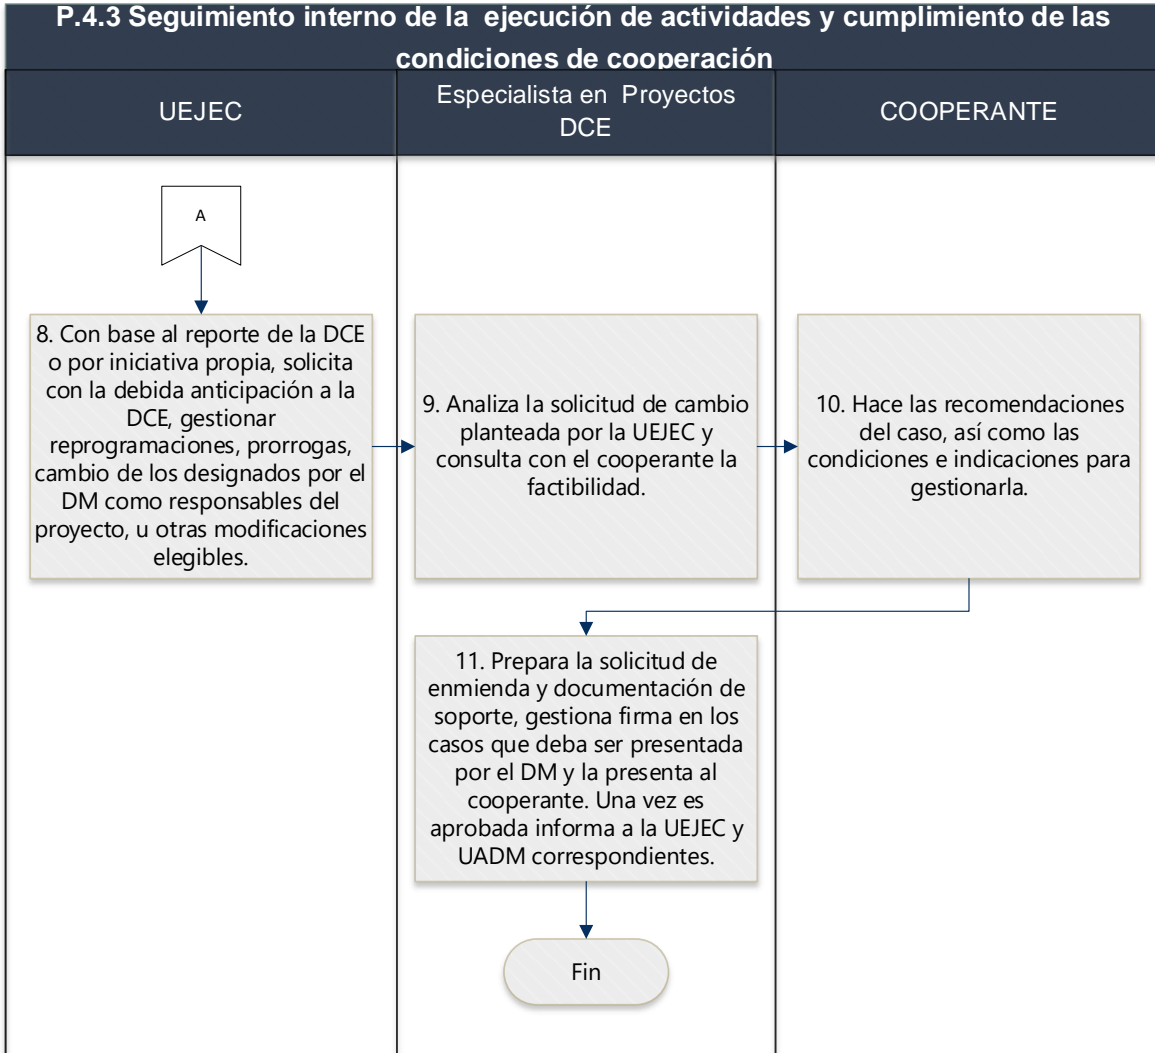 P.4.3 Seguimiento interno de la ejecución de actividades y cumplimiento de las
condiciones de cooperación
UEJEC
Especialista en Proyectos
DCE
COOPERANTE
A
8. Con base al reporte de la DCE
o por iniciativa propia, solicita
con la debida anticipación a la
DCE, gestionar
reprogramaciones, prorrogas,
cambio de los designados por el
DM como responsables del
proyecto, u otras modificaciones
elegibles.
9. Analiza la solicitud de cambio
planteada por la UEJEC y
consulta con el cooperante la
factibilidad.
10. Hace las recomendaciones
del caso, así como las
condiciones e indicaciones para
gestionarla.
11. Prepara la solicitud de
enmienda y documentación de
soporte, gestiona firma en los
casos que deba ser presentada
por el DM y la presenta al
cooperante. Una vez es
aprobada informa a la UEJEC y
UADM correspondientes.
Fin